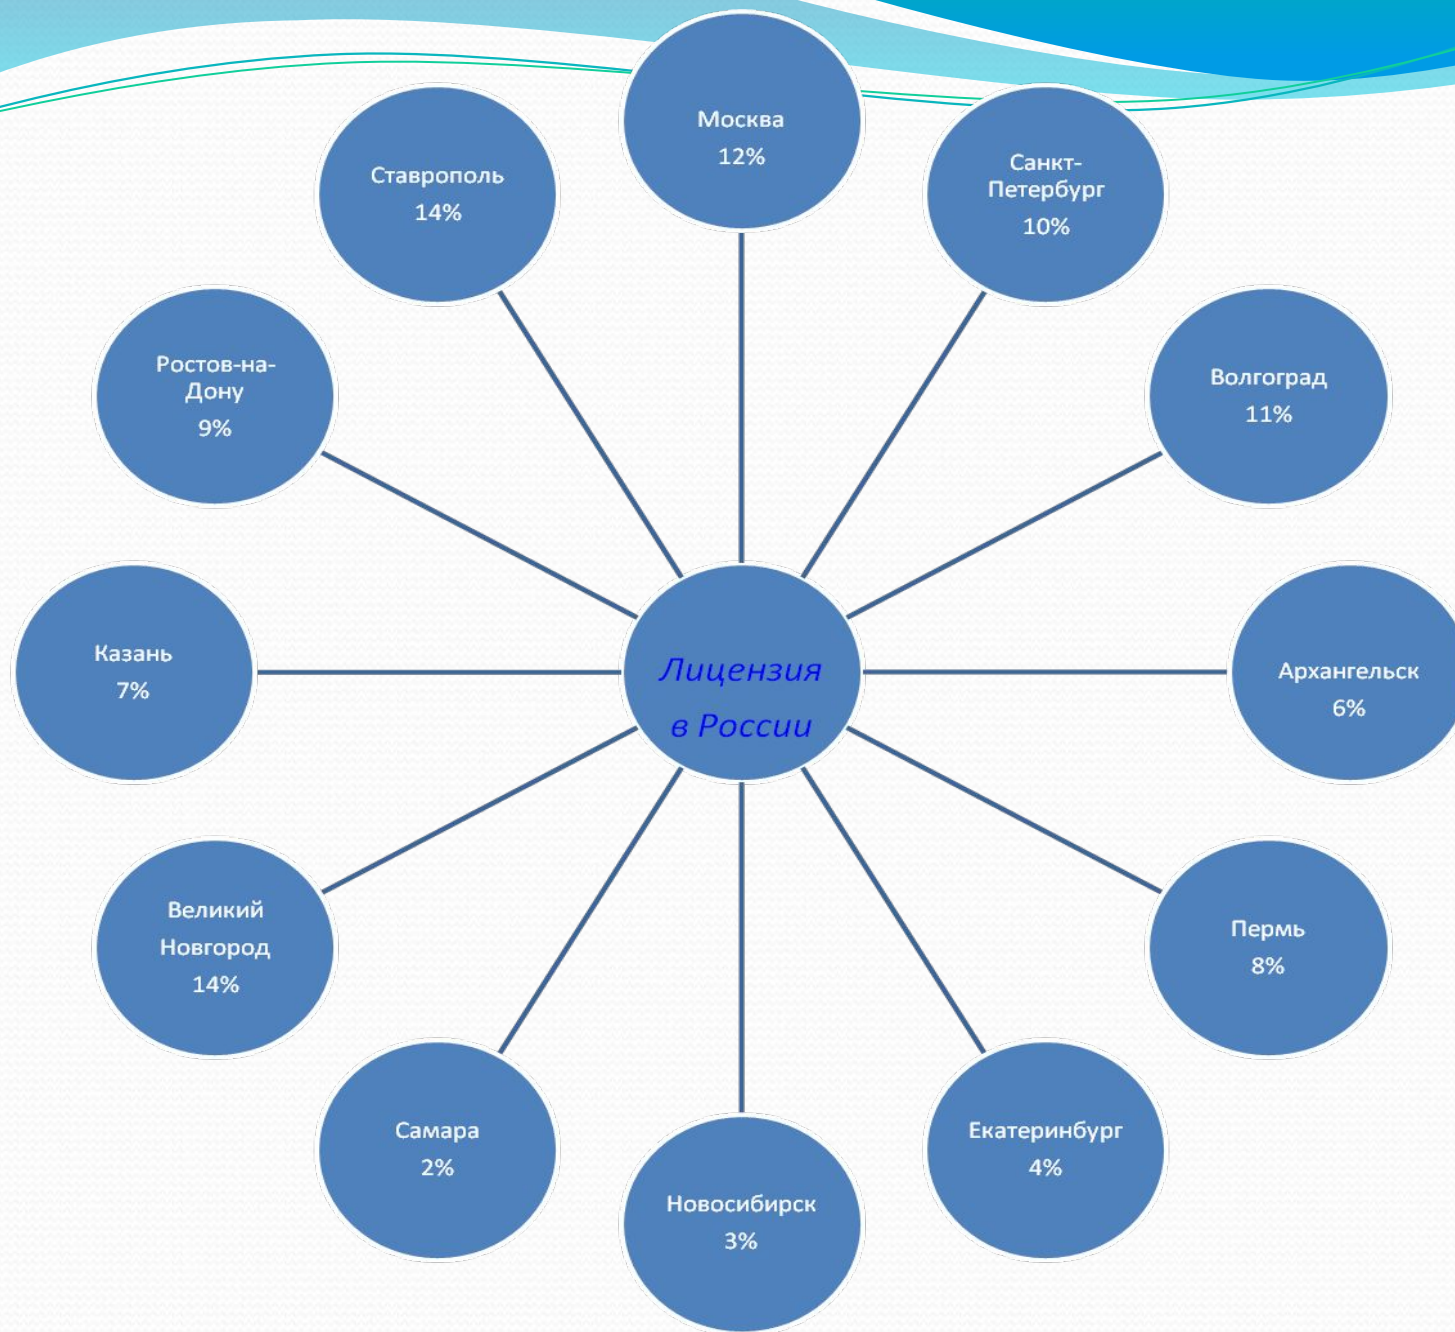 Москва
12%
Санкт-
Петербург
10%
Волгоград
11%
Архангельск
6%
Пермь
8%
Екатеринбург
4%
Новосибирск
3%
Самара
2%
Великий
Новгород
14%
Казань
7%
Ростов-на-
Дону
9%
Ставрополь
14%
Лицензия
в России